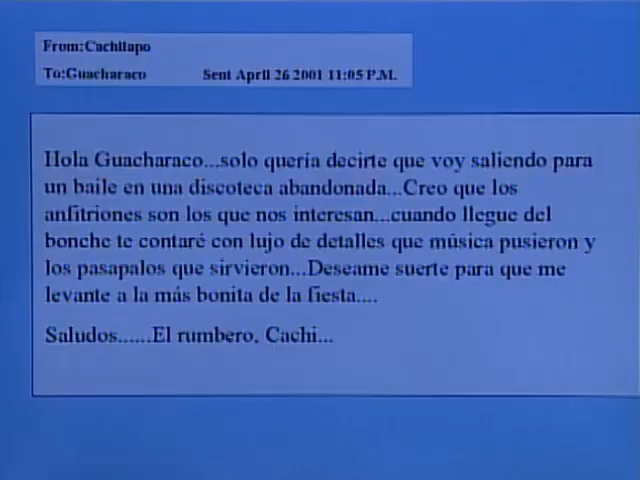 From:Cachilapo
To:Guacharaco Sent April 26 2001 11:05 P.M.
Hola Guacharaco...solo quería decirte que voy saliendo para
un baile en una discoteca abandonada...Creo que los
anfitriones son los que nos interesan...cuando llegue del
bonche te contaré con lujo de detalles que música pusieron y
los pasapalos que sirvieron...Deseame suerte para que me
levante a la más bonita de la fiesta....
Saludos......El rumbero, Cachi...